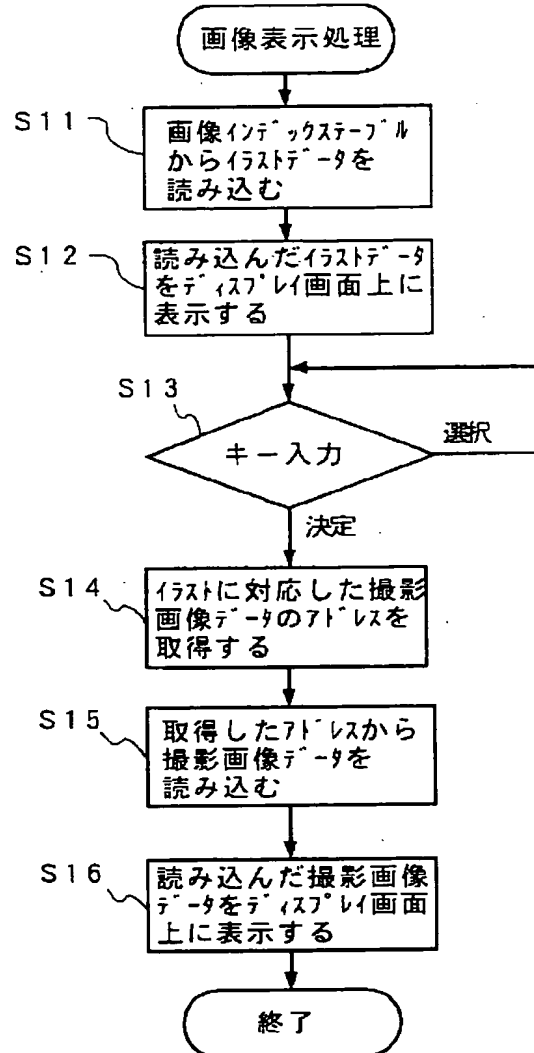 画像表示処理
S11
画像インデックステーブル
からイラストデータを
読み込む
S12
読み込んだイラストデータ
をディスプレイ画面上に
表示する
S13
キー入力
選択
決定
S14
イラストに対応した撮影
画像データのアドレスを
取得する
S15
取得したアドレスから
撮影画像データを
読み込む
S16
読み込んだ撮影画像
データをディスプレイ画面
上に表示する
終了